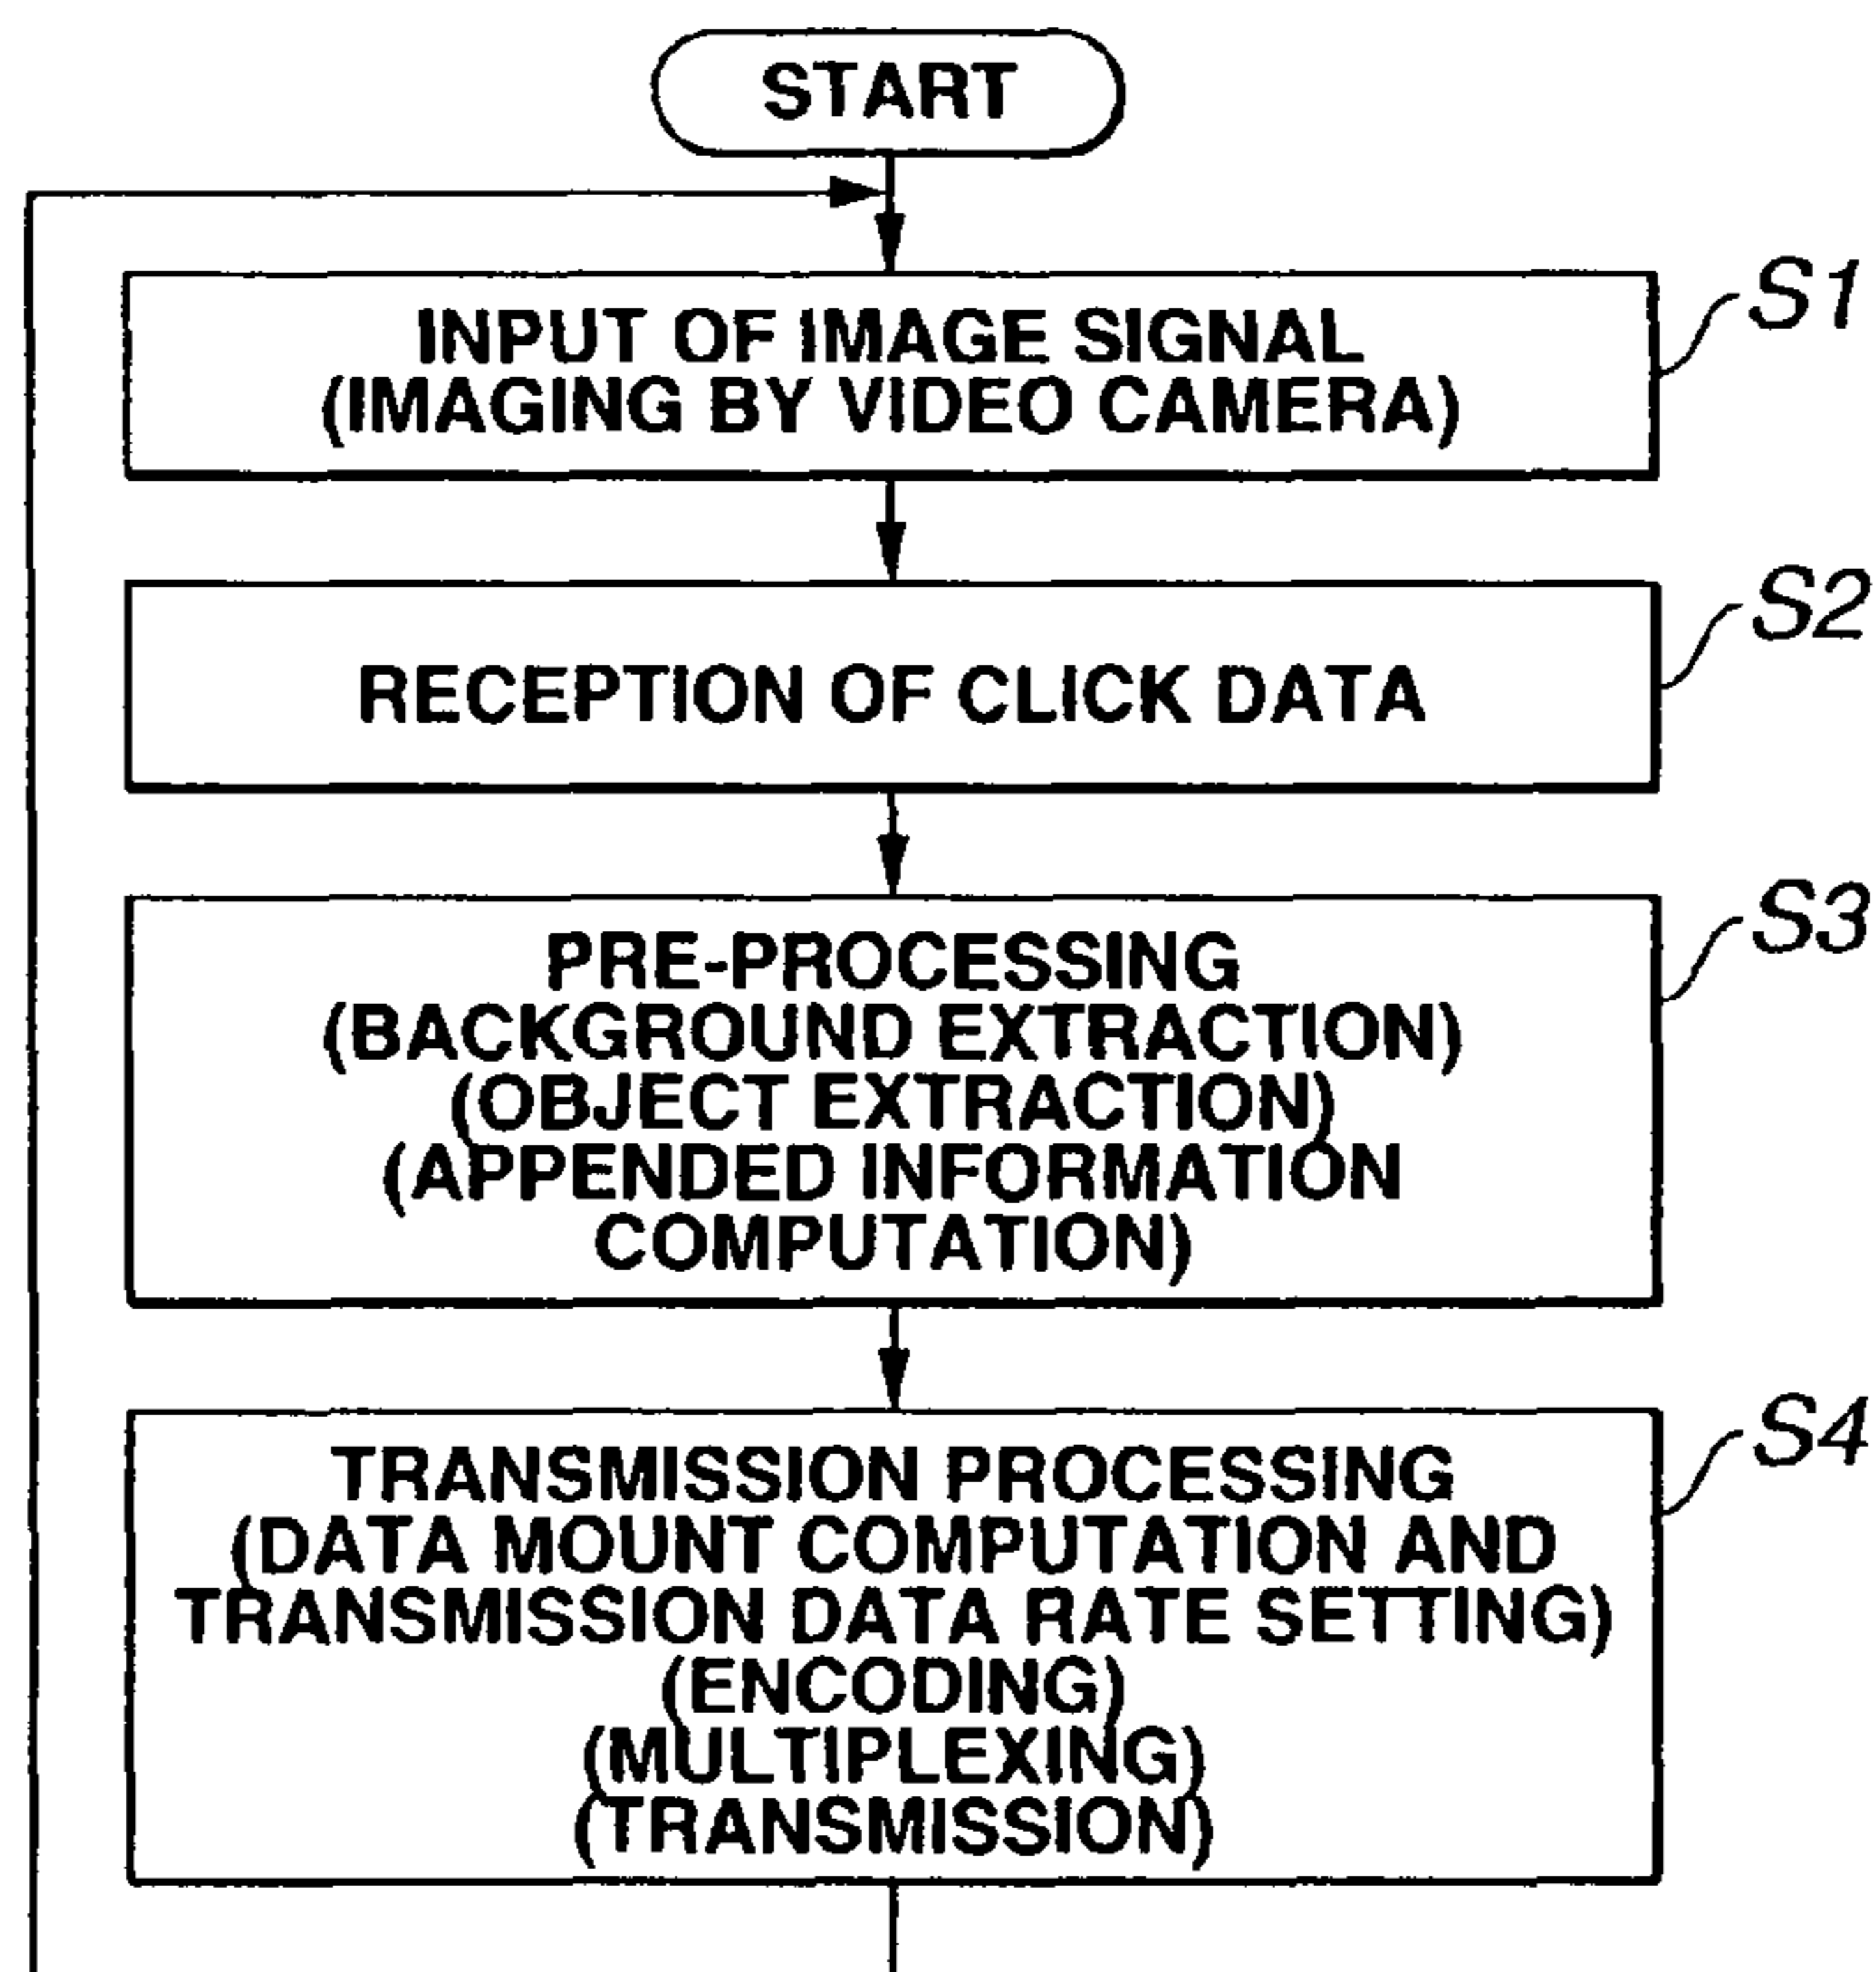 START
INPUT OF IMAGE SIGNAL
(IMAGING BY VIDEO CAMERA)
S1
RECEPTION OF CLICK DATA
S2
PRE-PROCESSING
(BACKGROUND EXTRACTION)
(OBJECT EXTRACTION)
(APPENDED INFORMATION
COMPUTATION)
S3
TRANSMISSION PROCESSING
(DATA MOUNT COMPUTATION AND
TRANSMISSION DATA RATE SETTING)
(ENCODING)
(MULTIPLEXING)
(TRANSMISSION)
S4